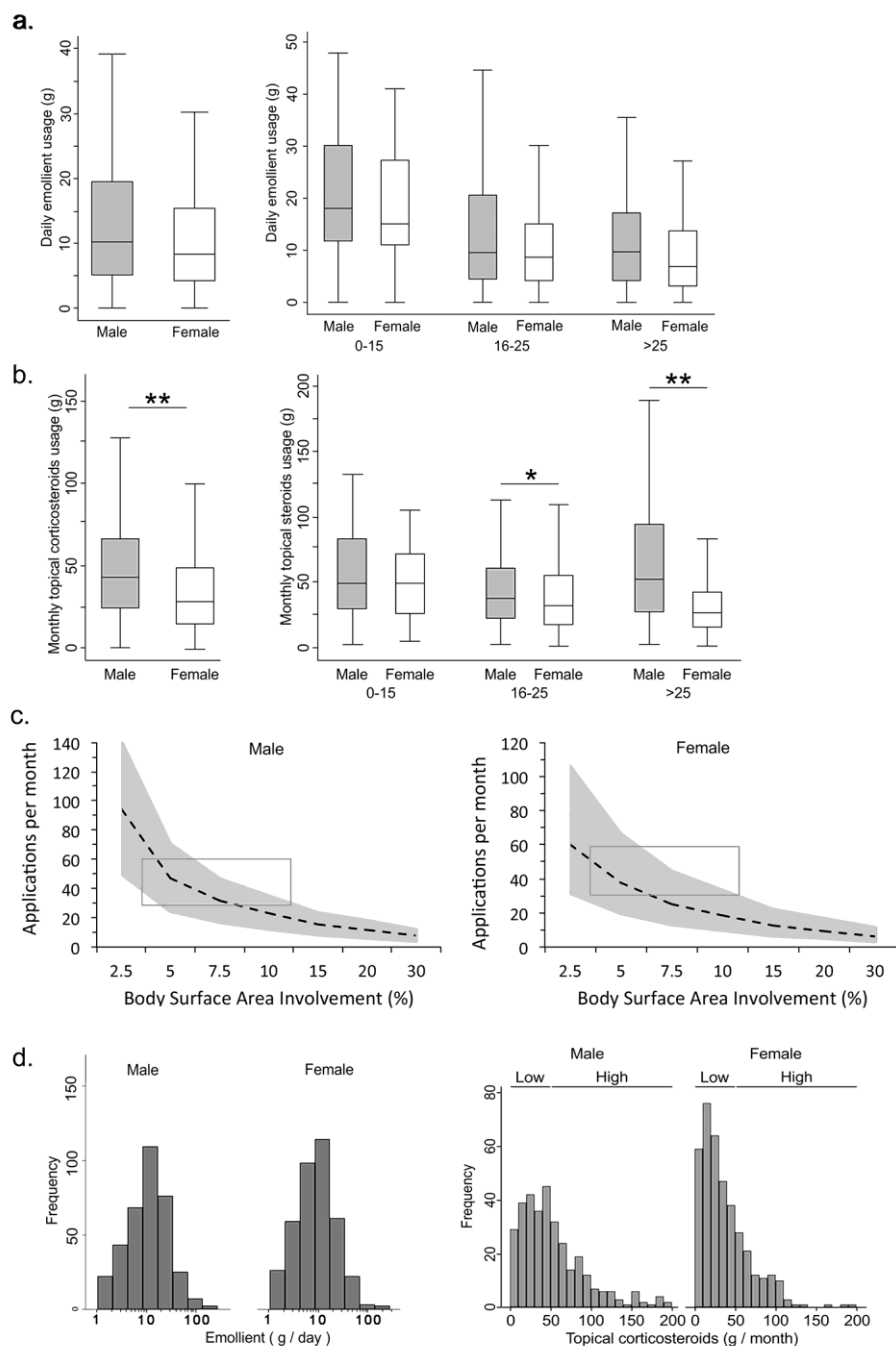 a.
Daily emollient usage (g)
0 10 20 30 40
Male Female
Daily emollient usage (g)
0 10 20 30 40 50
Male Female Male Female Male Female
0-15 16-25 >25
b.
Monthly topical corticosteroids usage (g)
0 50 100 150
**
Male Female
Monthly topical steroids usage (g)
0 50 100 150 200
* **
Male Female Male Female Male Female
0-15 16-25 >25
c.
Male
Applications per month
140
120
100
80
60
40
20
0
2.5 5 7.5 10 15 20 30
Body Surface Area Involvement (%)
Female
Applications per month
120
100
80
60
40
20
0
2.5 5 7.5 10 15 20 30
Body Surface Area Involvement (%)
d.
Male Female
Frequency
0 50 100 150
1 10 100 1 10 100
Emollient ( g / day )
Male Female
Low High Low High
Frequency
0 20 40 60 80
0 50 100 150 200 0 50 100 150 200
Topical corticosteroids (g / month)